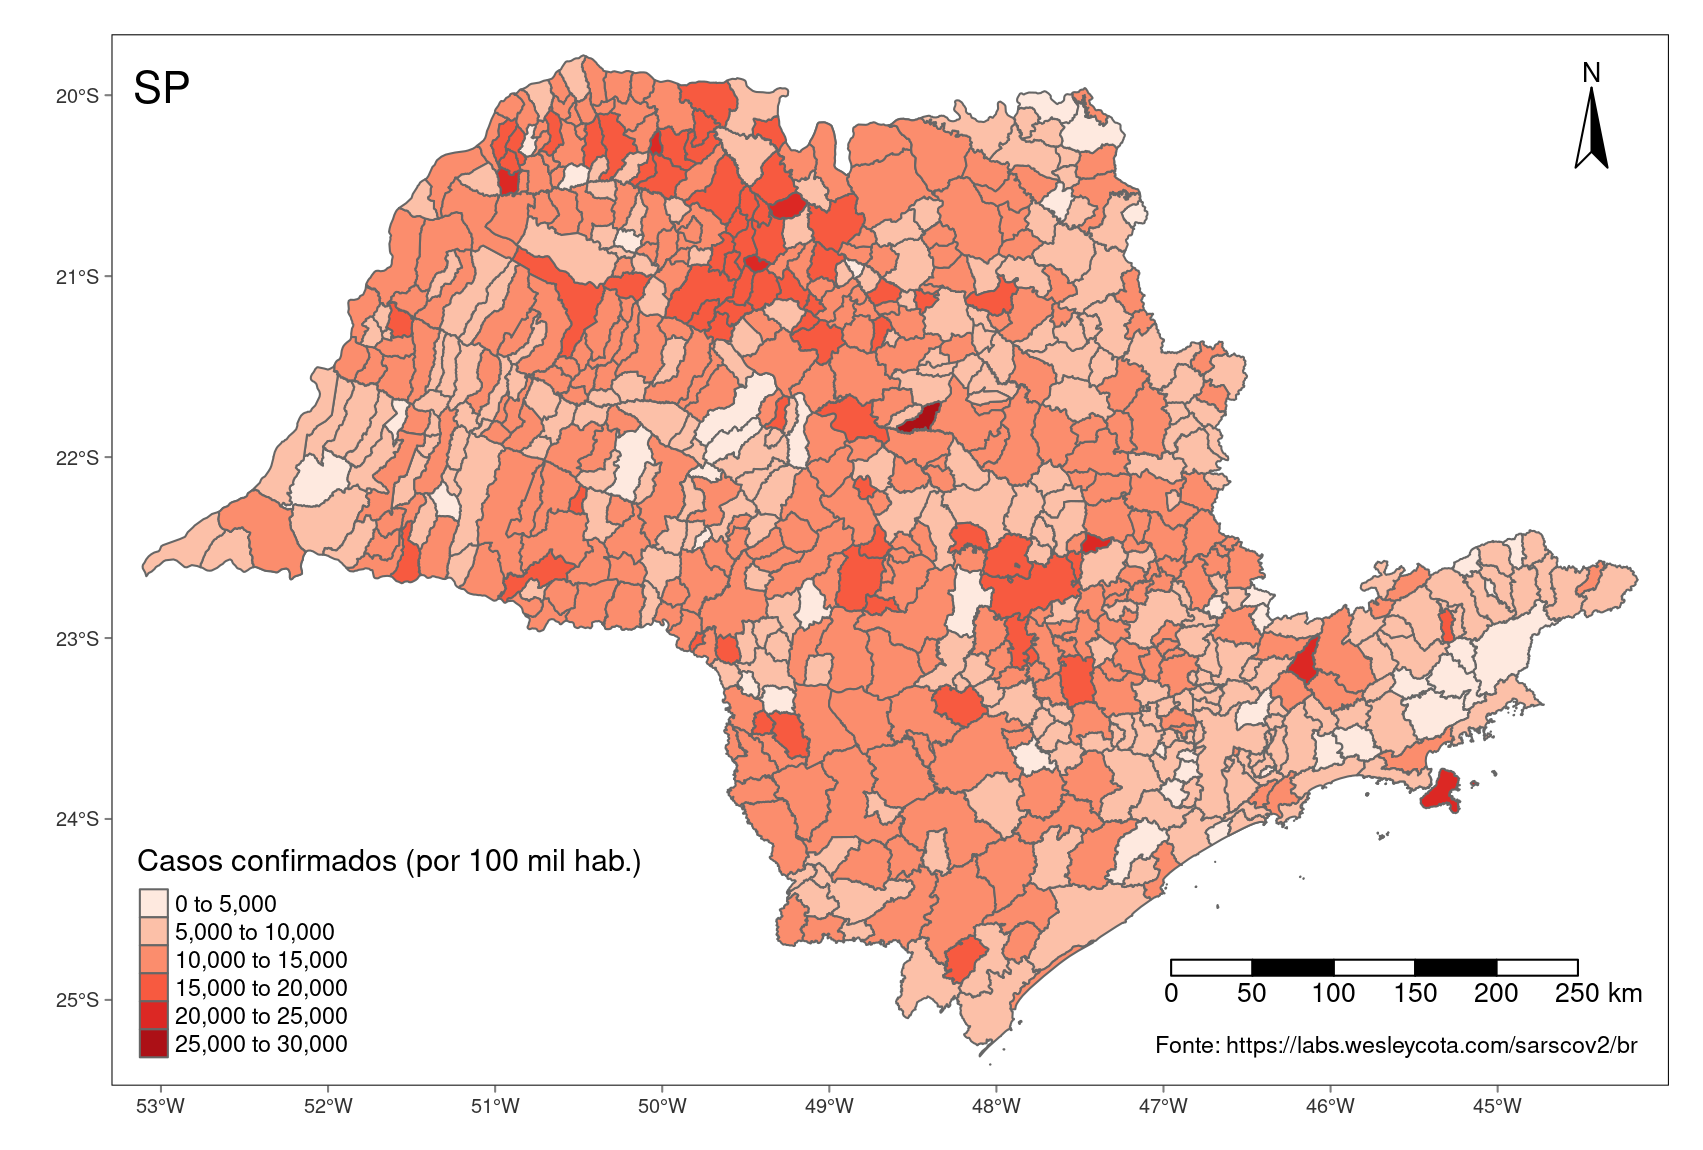 SP
N
20°S
21°S
22°S
23°S
24°S
25°S
Casos confirmados (por 100 mil hab.)
0 to 5,000
5,000 to 10,000
10,000 to 15,000
15,000 to 20,000
20,000 to 25,000
25,000 to 30,000
0 50 100 150 200 250 km
Fonte: https://labs.wesleycota.com/sarscov2/br
53°W 52°W 51°W 50°W 49°W 48°W 47°W 46°W 45°W